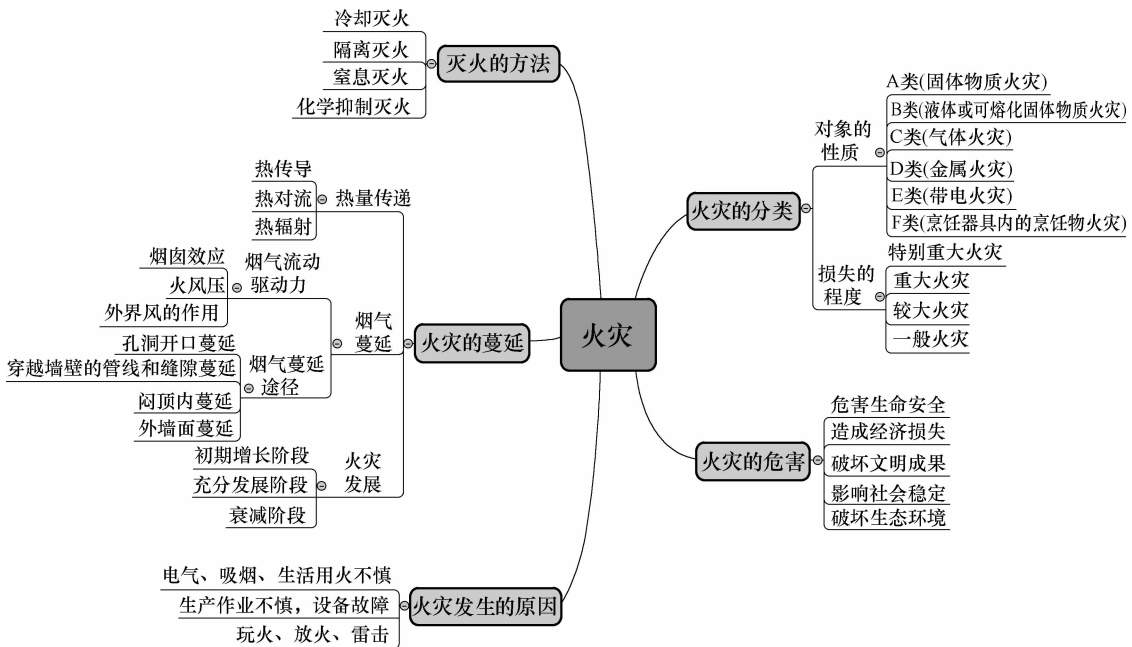 火灾
灭火的方法
冷却灭火
隔离灭火
窒息灭火
化学抑制灭火
火灾的分类
对象的
性质
A类(固体物质火灾)
B类(液体或可熔化固体物质火灾)
C类(气体火灾)
D类(金属火灾)
E类(带电火灾)
F类(烹饪器具内的烹饪物火灾)
损失的
程度
特别重大火灾
重大火灾
较大火灾
一般火灾
火灾的蔓延
热量传递
热传导
热对流
热辐射
烟气
蔓延
烟气流动
驱动力
烟囱效应
火风压
外界风的作用
烟气蔓延
途径
孔洞开口蔓延
穿越墙壁的管线和缝隙蔓延
闷顶内蔓延
外墙面蔓延
火灾
发展
初期增长阶段
充分发展阶段
衰减阶段
火灾的危害
危害生命安全
造成经济损失
破坏文明成果
影响社会稳定
破坏生态环境
火灾发生的原因
电气、吸烟、生活用火不慎
生产作业不慎，设备故障
玩火、放火、雷击